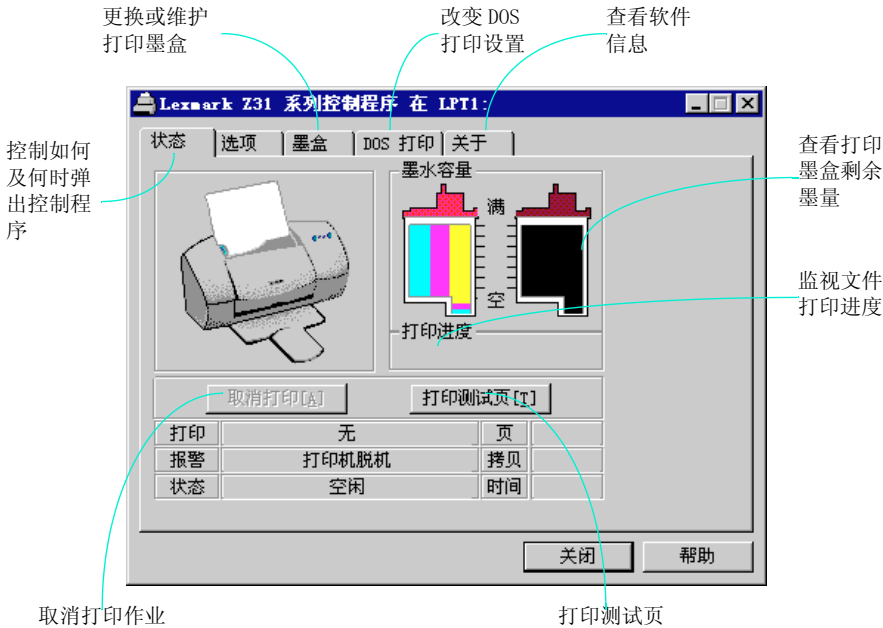 更换或维护
打印墨盒
改变 DOS
打印设置
查看软件
信息
Lexmark Z31 系列控制程序 在 LPT1:
状态
选项
墨盒
DOS 打印
关于
控制如何
及何时弹
出控制程
序
墨水容量
满
空
打印进度
查看打印
墨盒剩余
墨量
监视文件
打印进度
取消打印[A]
打印测试页[T]
打印 无 页
报警 打印机脱机 拷贝
状态 空闲 时间
关闭
帮助
取消打印作业
打印测试页